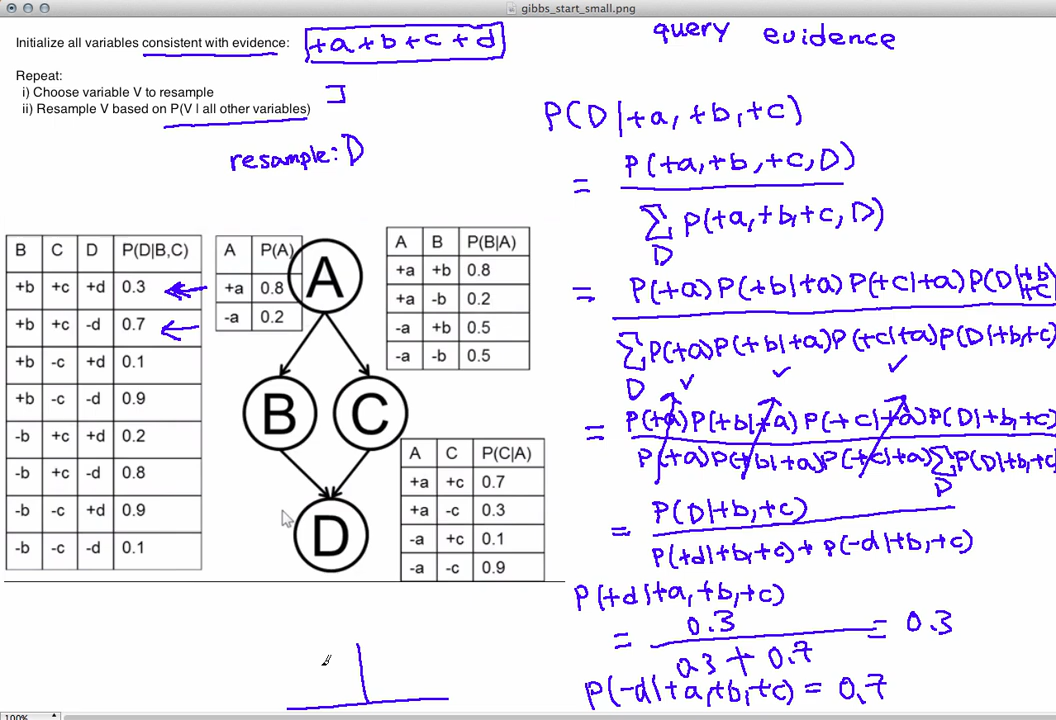 gibbs_start_small.png
Initialize all variables consistent with evidence: +a +b +c +d
query evidence
Repeat:
i) Choose variable V to resample
ii) Resample V based on P(V | all other variables)
resample: D
B C D P(D|B,C)
+b +c +d 0.3
+b +c -d 0.7
+b -c +d 0.1
+b -c -d 0.9
-b +c +d 0.2
-b +c -d 0.8
-b -c +d 0.9
-b -c -d 0.1
A P(A)
+a 0.8
-a 0.2
A
B
C
D
A B P(B|A)
+a +b 0.8
+a -b 0.2
-a +b 0.5
-a -b 0.5
A C P(C|A)
+a +c 0.7
+a -c 0.3
-a +c 0.1
-a -c 0.9
P(D|+a,+b,+c)
= P(+a,+b,+c,D)
∑ P(+a,+b,+c,D)
D
= P(+a)P(+b|+a)P(+c|+a)P(D|+b +c
∑ P(+a)P(+b|+a)P(+c|+a)P(D|+b,+c)
D
= P(+a)P(+b|+a)P(+c|+a)P(D|+b,+c)
P(+a)P(+b|+a)P(+c|+a)∑P(D|+b,+c
D
= P(D|+b,+c)
P(+d|+b,+c)+P(-d|+b,+c)
P(+d|+a,+b,+c)
= 0.3 = 0.3
0.3 + 0.7
P(-d|+a,+b,+c) = 0.7
100%